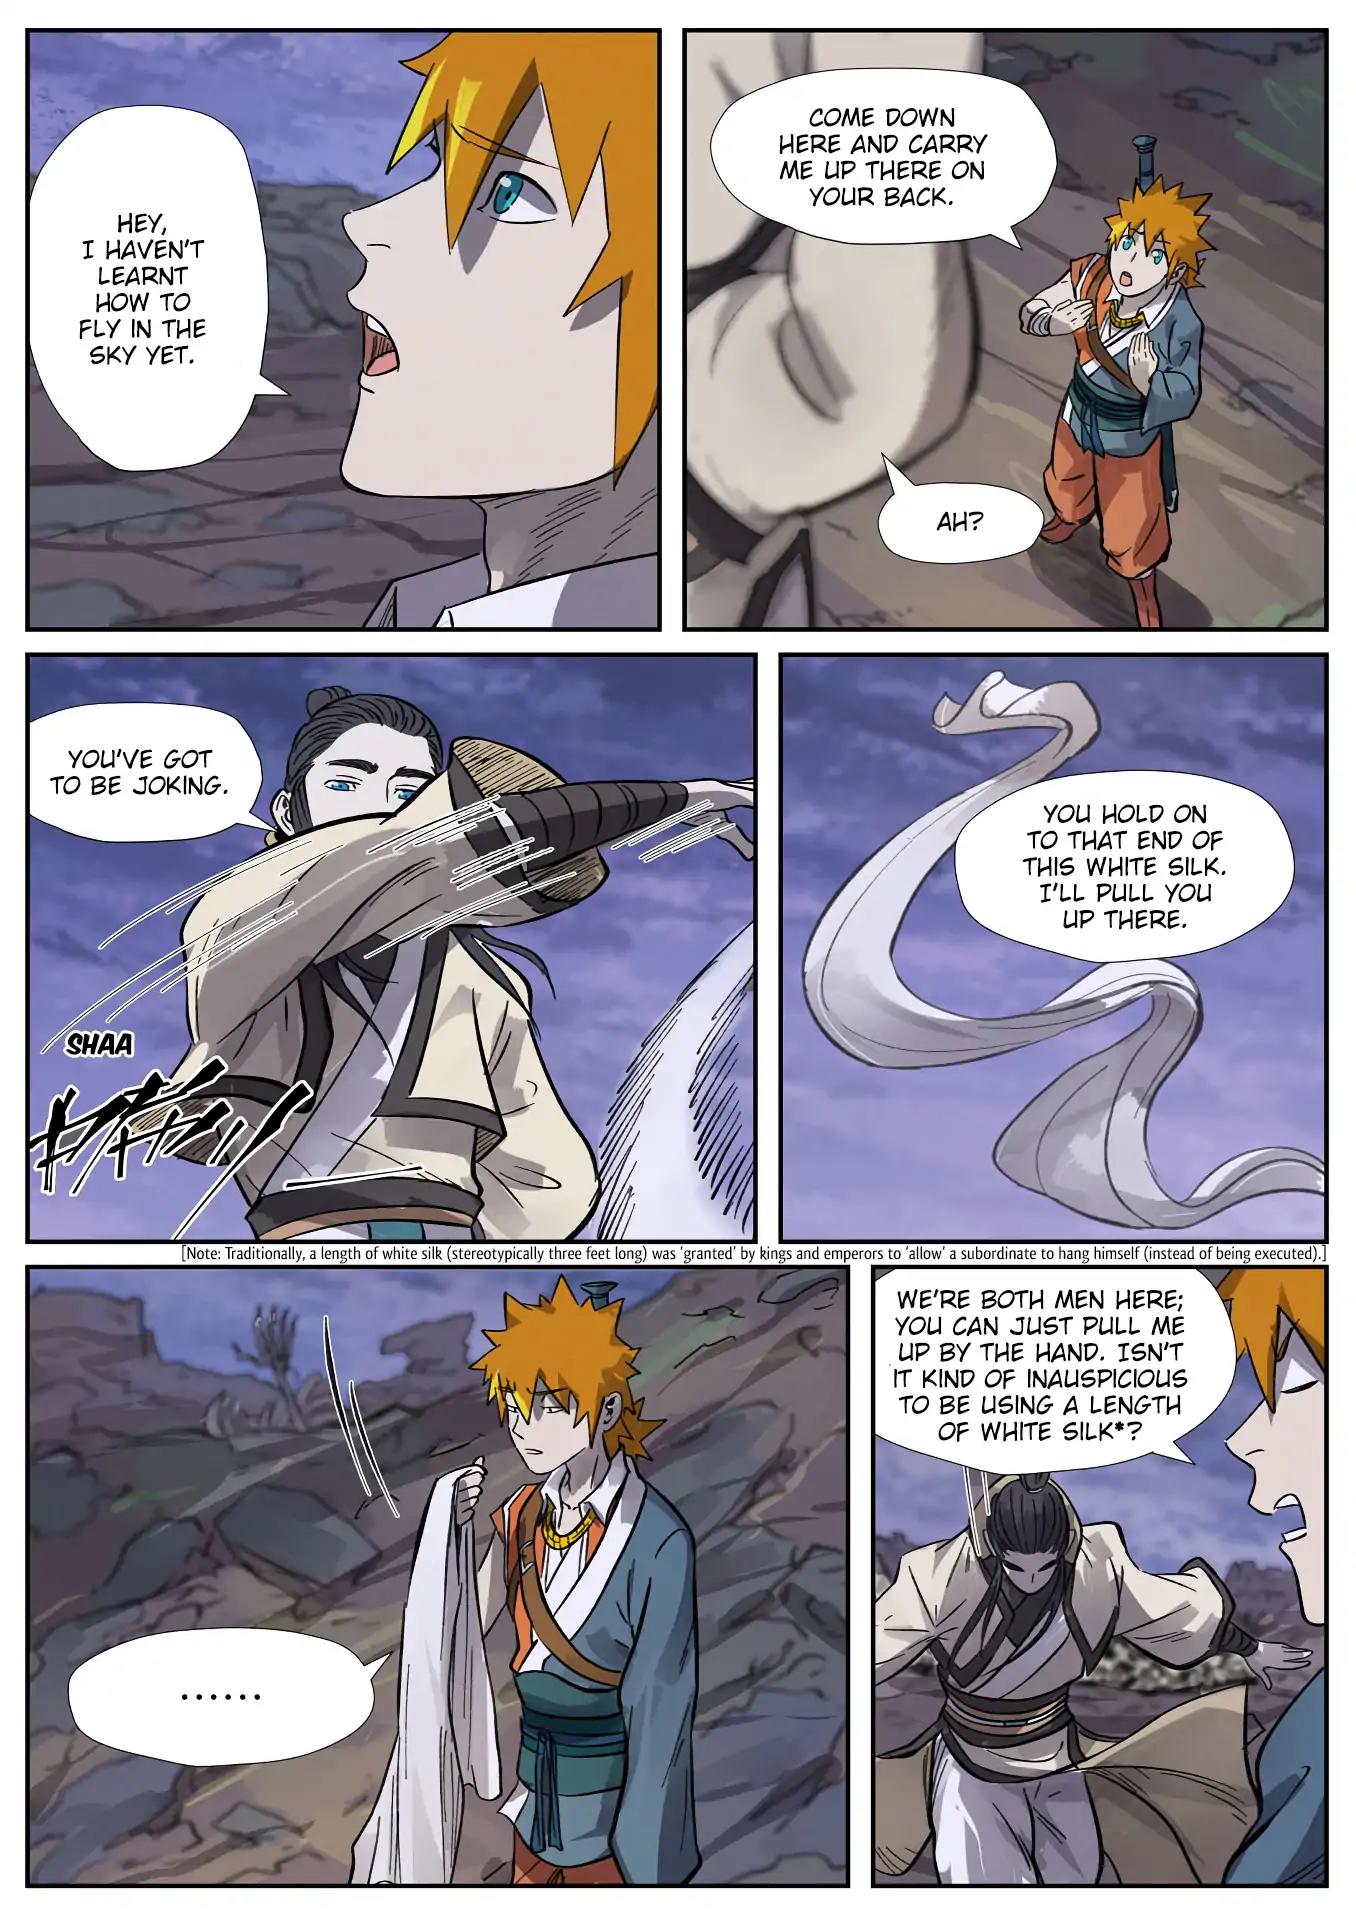 HEY,
I HAVEN'T
LEARNT
HOW TO
FLY IN THE
SKY YET.
COME DOWN
HERE AND CARRY
ME UP THERE ON
YOUR BACK.
AH?
YOU'VE GOT
TO BE JOKING.
SHAA
YOU HOLD ON
TO THAT END OF
THIS WHITE SILK.
I'LL PULL YOU
UP THERE.
[Note: Traditionally, a length of white silk (stereotypically three feet long) was 'granted' by kings and emperors to 'allow' a subordinate to hang himself (instead of being executed).]
......
WE'RE BOTH MEN HERE;
YOU CAN JUST PULL ME
UP BY THE HAND. ISN'T
IT KIND OF INAUSPICIOUS
TO BE USING A LENGTH
OF WHITE SILK*?